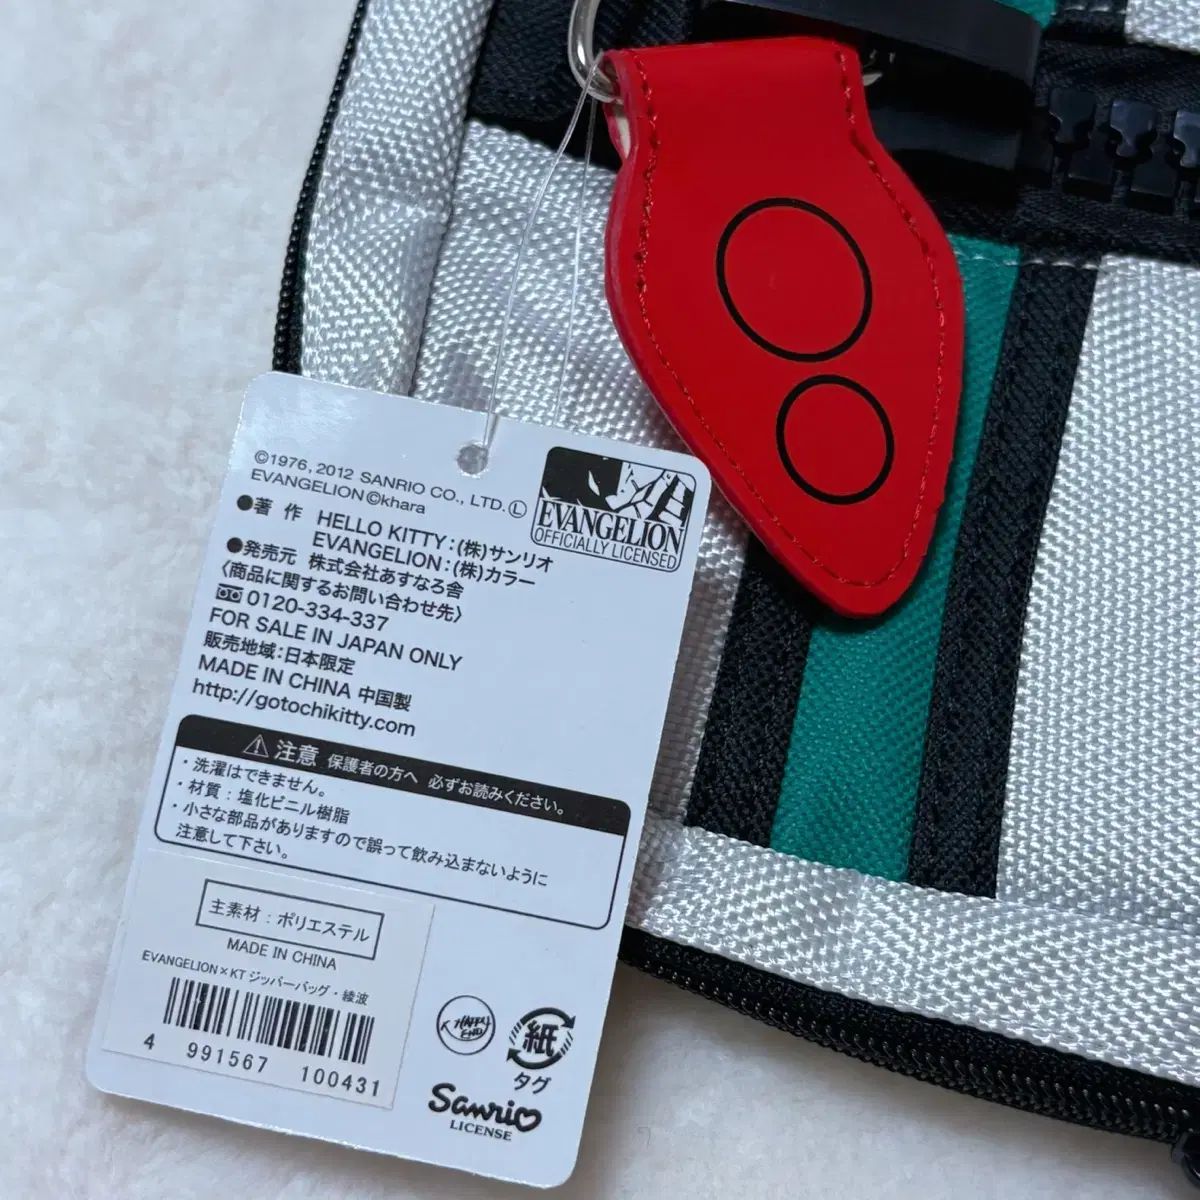 ©1976, 2012 SANRIO CO., LTD. Ⓛ
EVANGELION©khara
EVANGELION
OFFICIALLY LICENSED
●著 作 HELLO KITTY:(株)サンリオ
EVANGELION:(株)カラー
●発売元 株式会社あすなろ舎
〈商品に関するお問い合わせ先〉
0120-334-337
FOR SALE IN JAPAN ONLY
販売地域:日本限定
MADE IN CHINA 中国製
http://gotochikitty.com
注意 保護者の方へ 必ずお読みください。
・洗濯はできません。
・材質:塩化ビニル樹脂
・小さな部品がありますので誤って飲み込まないように
注意して下さい。
主素材:ポリエステル
MADE IN CHINA
EVANGELION×KT ジッパーバッグ・綾波
4 991567 100431
HAPPY
END
紙
タグ
Sanrio
LICENSE